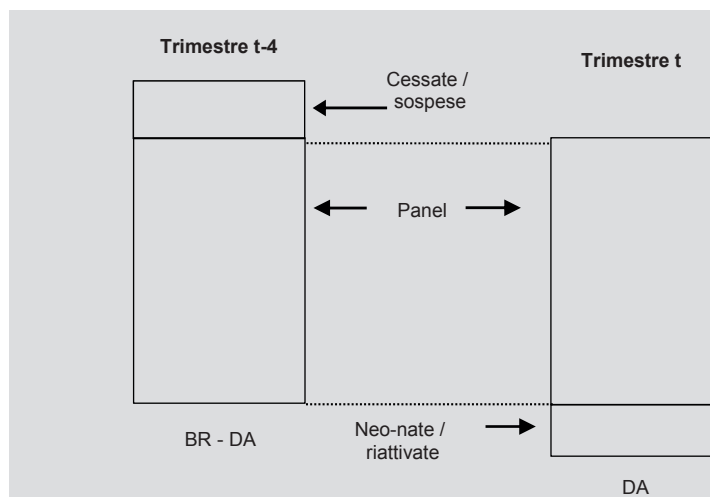 Trimestre t-4
Trimestre t
Cessate /
sospese
Panel
BR - DA
Neo-nate /
riattivate
DA